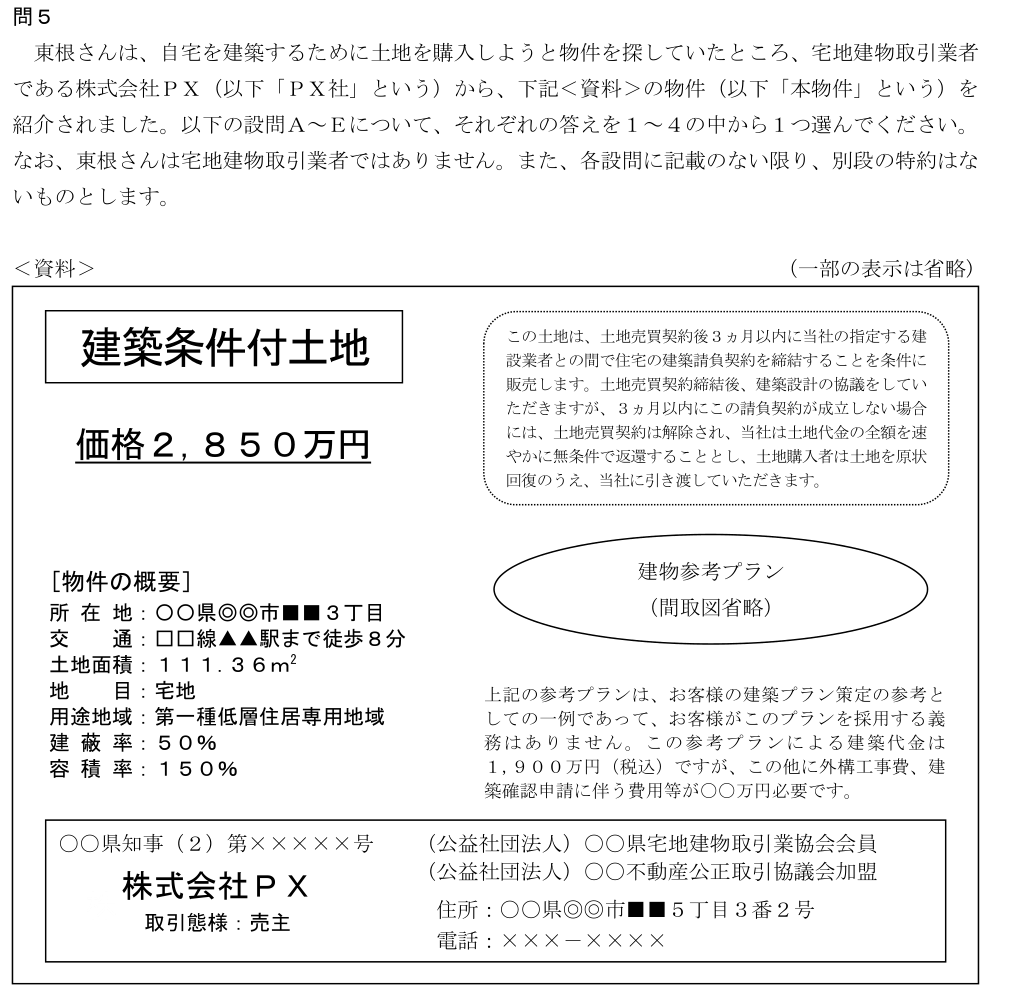 問５
東根さんは、自宅を建築するために土地を購入しようと物件を探していたところ、宅地建物取引業者
である株式会社ＰＸ（以下「ＰＸ社」という）から、下記＜資料＞の物件（以下「本物件」という）を
紹介されました。以下の設問Ａ～Ｅについて、それぞれの答えを１～４の中から１つ選んでください。
なお、東根さんは宅地建物取引業者ではありません。また、各設問に記載のない限り、別段の特約はな
いものとします。
＜資料＞
（一部の表示は省略）
建築条件付土地
価格２，８５０万円
この土地は、土地売買契約後３ヵ月以内に当社の指定する建
設業者との間で住宅の建築請負契約を締結することを条件に
販売します。土地売買契約締結後、建築設計の協議をしてい
ただきますが、３ヵ月以内にこの請負契約が成立しない場合
には、土地売買契約は解除され、当社は土地代金の全額を速
やかに無条件で返還することとし、土地購入者は土地を原状
回復のうえ、当社に引き渡していただきます。
建物参考プラン
（間取図省略）
［物件の概要］
所在地：○○県◎◎市■■３丁目
交通：□□線▲▲駅まで徒歩８分
土地面積：１１１．３６ｍ²
地目：宅地
用途地域：第一種低層住居専用地域
建蔽率：５０％
容積率：１５０％
上記の参考プランは、お客様の建築プラン策定の参考と
しての一例であって、お客様がこのプランを採用する義
務はありません。この参考プランによる建築代金は
１，９００万円（税込）ですが、この他に外構工事費、建
築確認申請に伴う費用等が○○万円必要です。
○○県知事（２）第×××××号
株式会社ＰＸ
取引態様：売主
（公益社団法人）○○県宅地建物取引業協会会員
（公益社団法人）○○不動産公正取引協議会加盟
住所：○○県◎◎市■■５丁目３番２号
電話：×××－××××